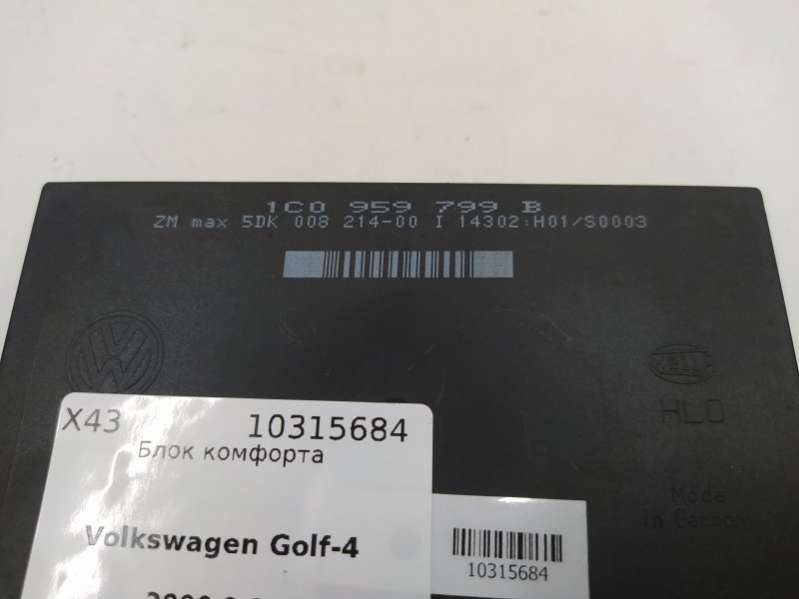 1C0 959 799 B
ZM max 5DK 008 214-00 I 14302:H01/S0003
HELLA
HLO
Made
in Germany
X43 10315684
Блок комфорта
Volkswagen Golf-4
10315684